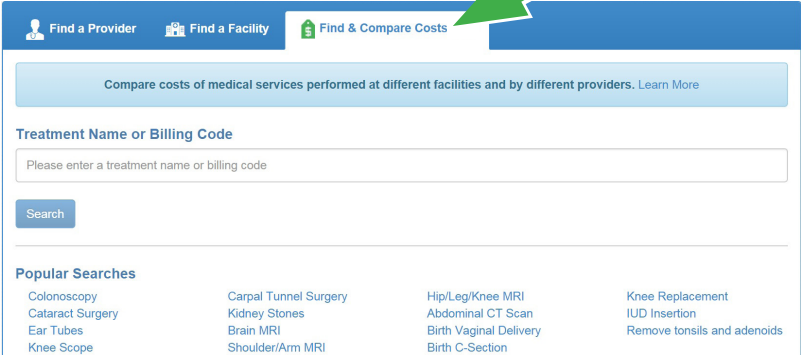 Find a Provider Find a Facility Find & Compare Costs
Compare costs of medical services performed at different facilities and by different providers. Learn More
Treatment Name or Billing Code
Please enter a treatment name or billing code
Search
Popular Searches
Colonoscopy Carpal Tunnel Surgery Hip/Leg/Knee MRI Knee Replacement
Cataract Surgery Kidney Stones Abdominal CT Scan IUD Insertion
Ear Tubes Brain MRI Birth Vaginal Delivery Remove tonsils and adenoids
Knee Scope Shoulder/Arm MRI Birth C-Section